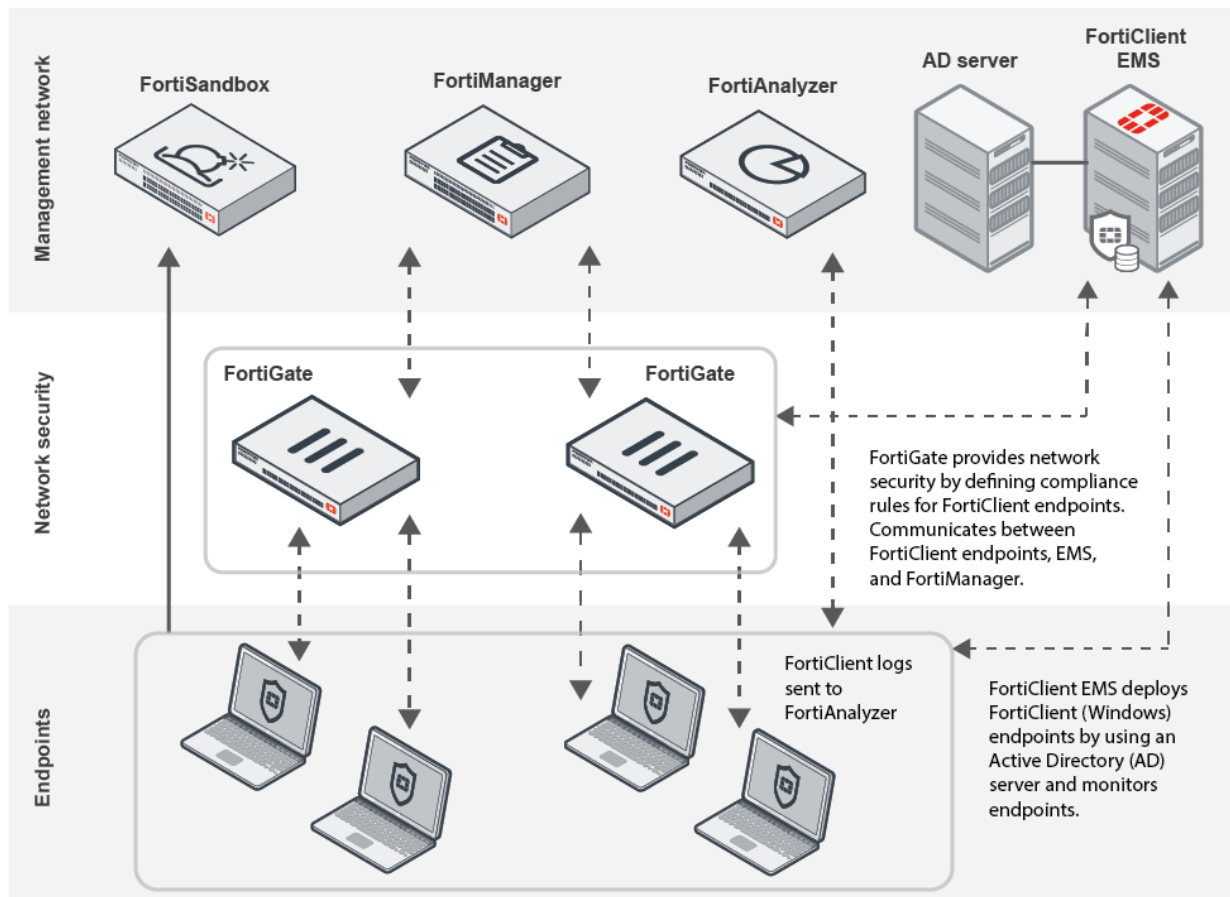 Management network
FortiSandbox
FortiManager
FortiAnalyzer
AD server
FortiClient
EMS
Network security
FortiGate
FortiGate
FortiGate provides network
security by defining compliance
rules for FortiClient endpoints.
Communicates between
FortiClient endpoints, EMS,
and FortiManager.
Endpoints
FortiClient logs
sent to
FortiAnalyzer
FortiClient EMS deploys
FortiClient (Windows)
endpoints by using an
Active Directory (AD)
server and monitors
endpoints.